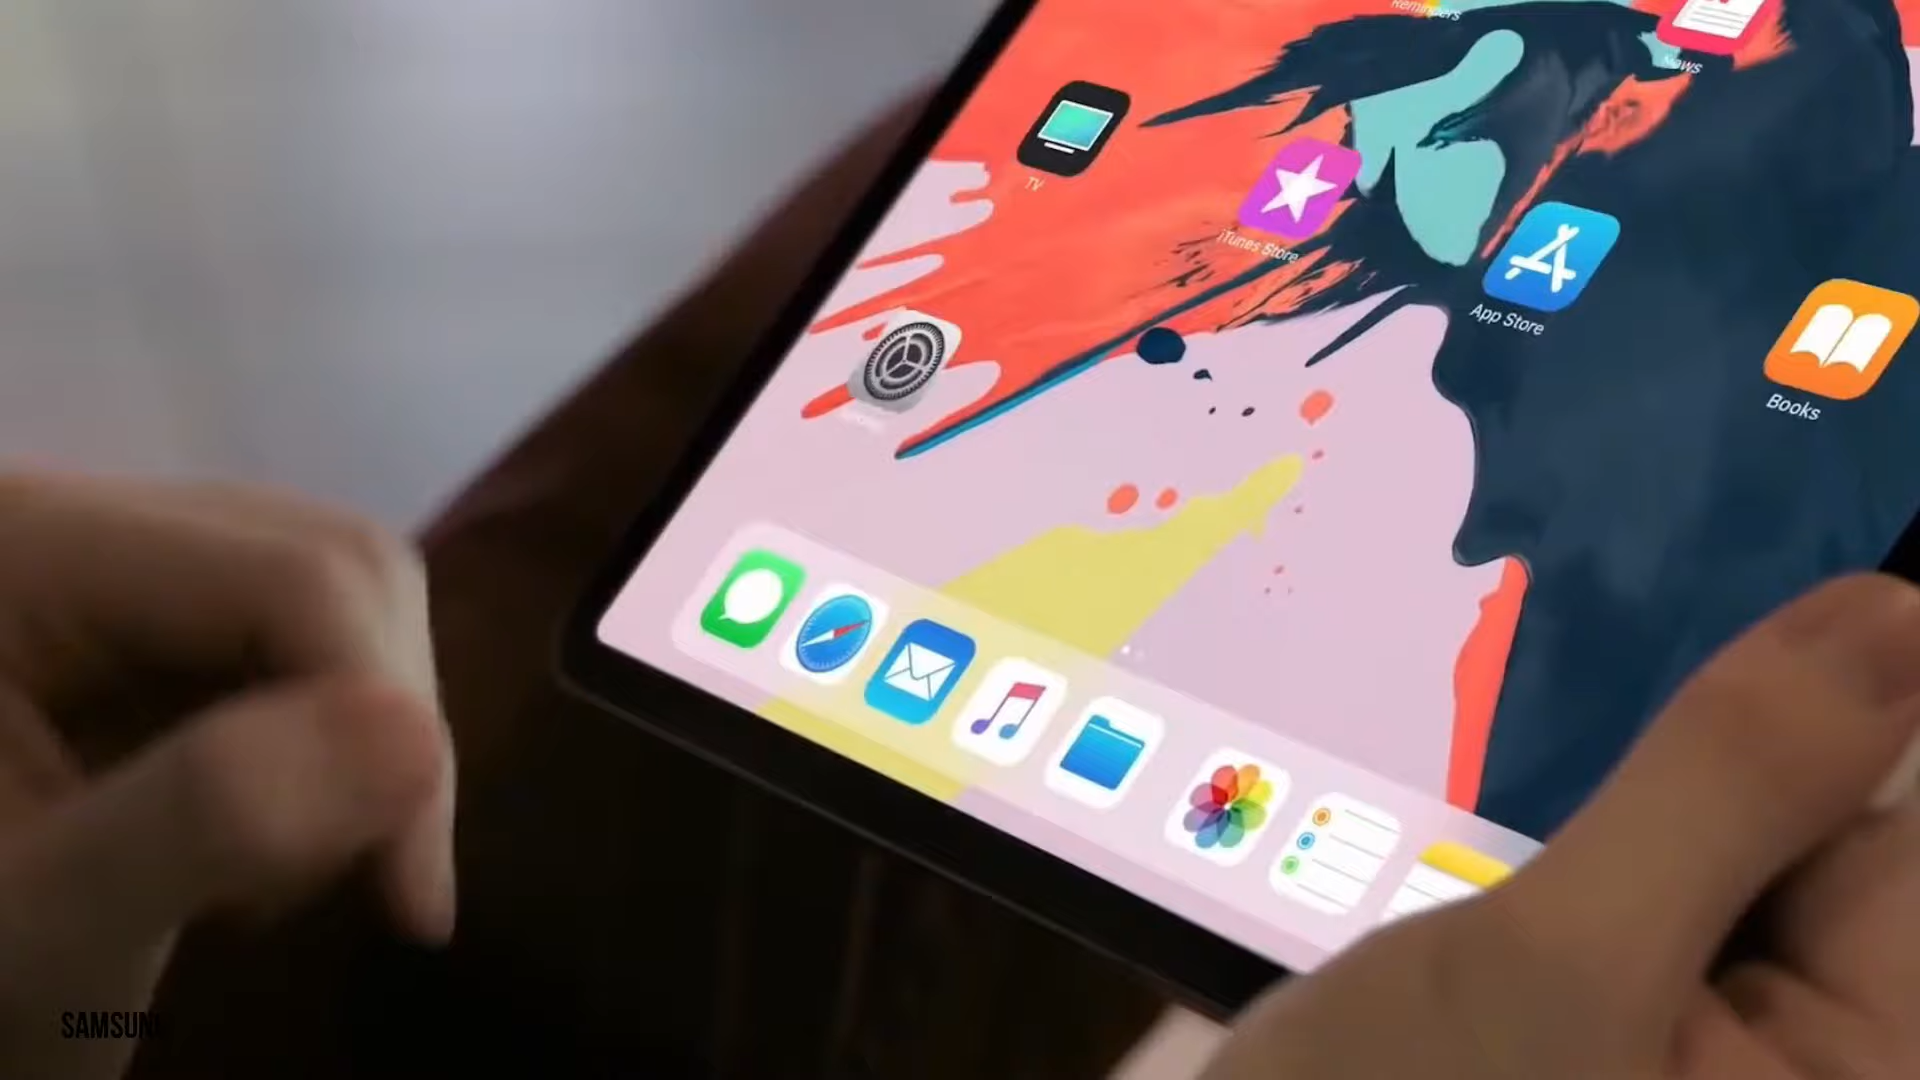 Reminders
News
TV
iTunes Store
App Store
Books
SAMSUNG